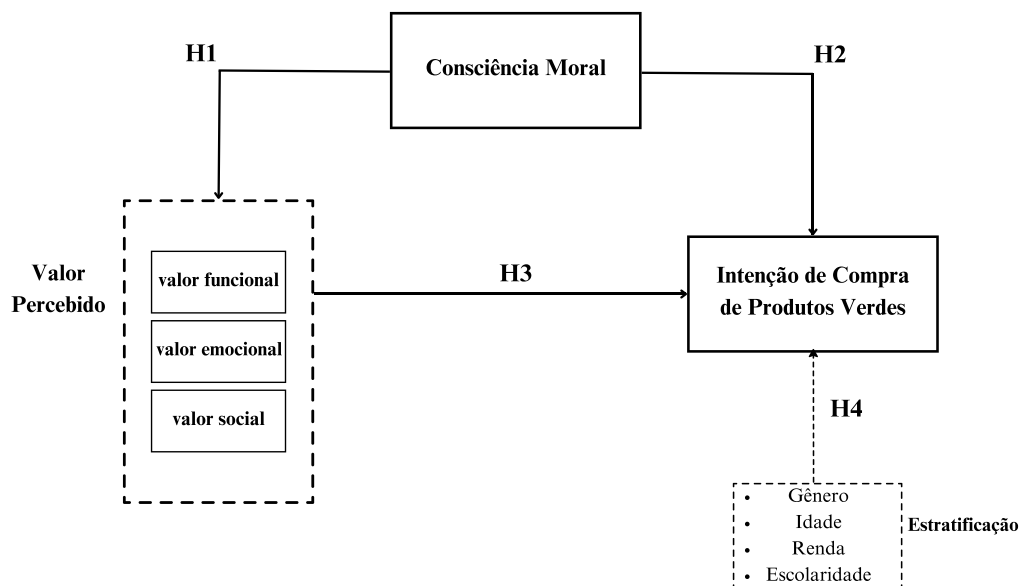 H1
Consciência Moral
H2
Valor
Percebido
valor funcional
valor emocional
valor social
H3
Intenção de Compra
de Produtos Verdes
H4
• Gênero
• Idade
• Renda
• Escolaridade
Estratificação